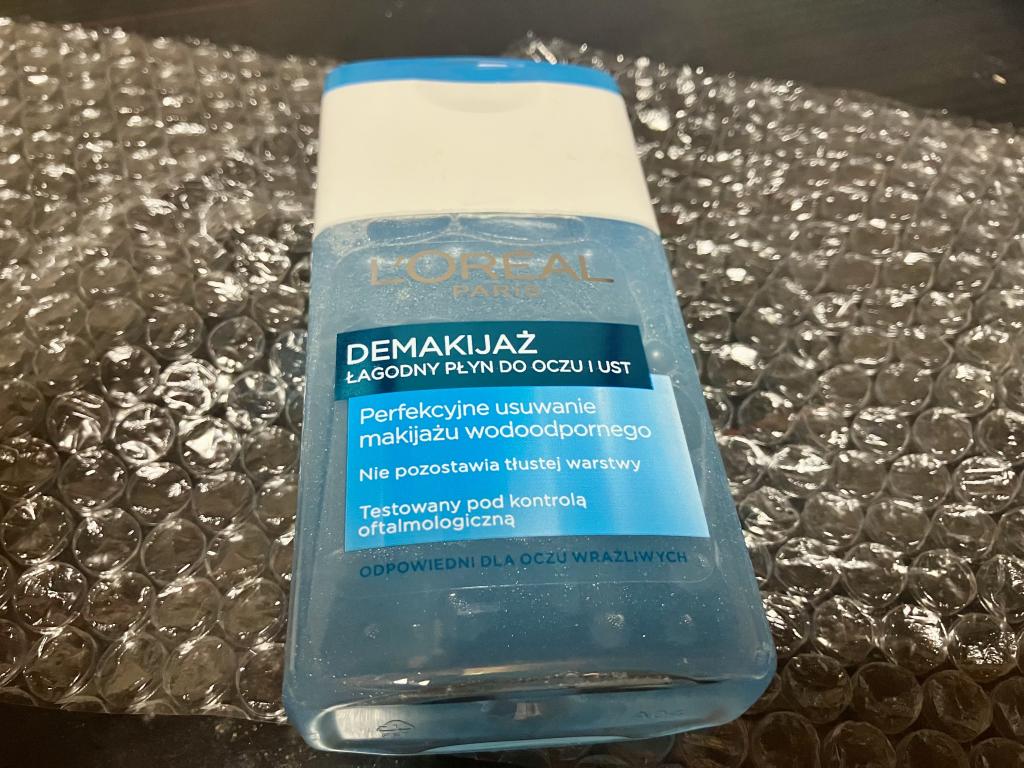 L'ORÉAL
PARIS
DEMAKIJAŻ
ŁAGODNY PŁYN DO OCZU I UST
Perfekcyjne usuwanie
makijażu wodoodpornego
Nie pozostawia tłustej warstwy
Testowany pod kontrolą
oftalmologiczną
ODPOWIEDNI DLA OCZU WRAŻLIWYCH